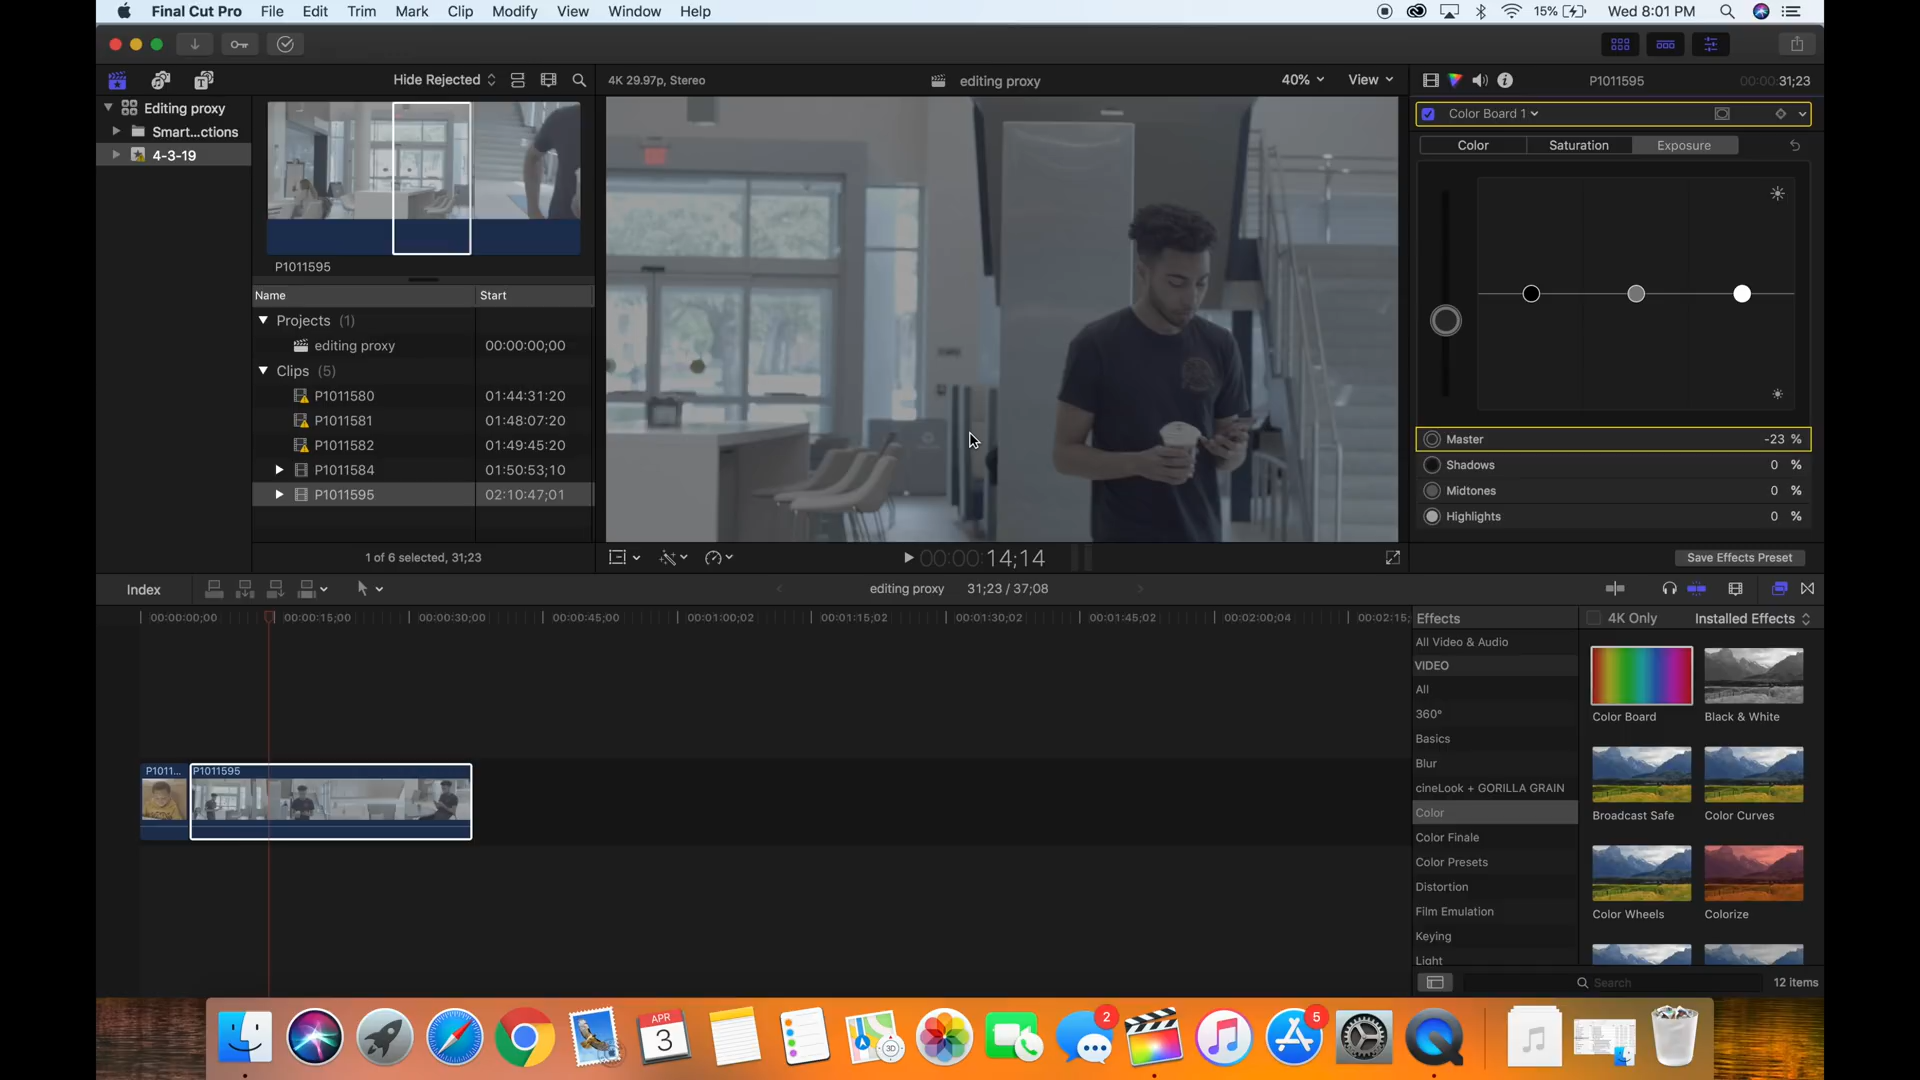 Final Cut Pro File Edit Trim Mark Clip Modify View Window Help 15% Wed 8:01 PM
Hide Rejected 4K 29.97p, Stereo editing proxy 40% View P1011595 00:00:31;23
Editing proxy
Smart...ctions
4-3-19
P1011595
Name Start
Projects (1)
editing proxy 00:00:00;00
Clips (5)
P1011580 01:44:31:20
P1011581 01:48:07:20
P1011582 01:49:45:20
P1011584 01:50:53;10
P1011595 02:10:47;01
1 of 6 selected, 31;23
00:00:14;14
Color Board 1
Color Saturation Exposure
Master -23 %
Shadows 0 %
Midtones 0 %
Highlights 0 %
Save Effects Preset
Index editing proxy 31;23 / 37;08
00:00:00;00 00:00:15;00 00:00:30;00 00:00:45;00 00:01:00;02 00:01:15;02 00:01:30;02 00:01:45;02 00:02:00;04 00:02:15;
P1011... P1011595
Effects 4K Only Installed Effects
All Video & Audio
VIDEO
All
360°
Basics
Blur
cineLook + GORILLA GRAIN
Color
Color Finale
Color Presets
Distortion
Film Emulation
Keying
Light
Color Board Black & White
Broadcast Safe Color Curves
Color Wheels Colorize
Search 12 items
APR
3
3D
2
5